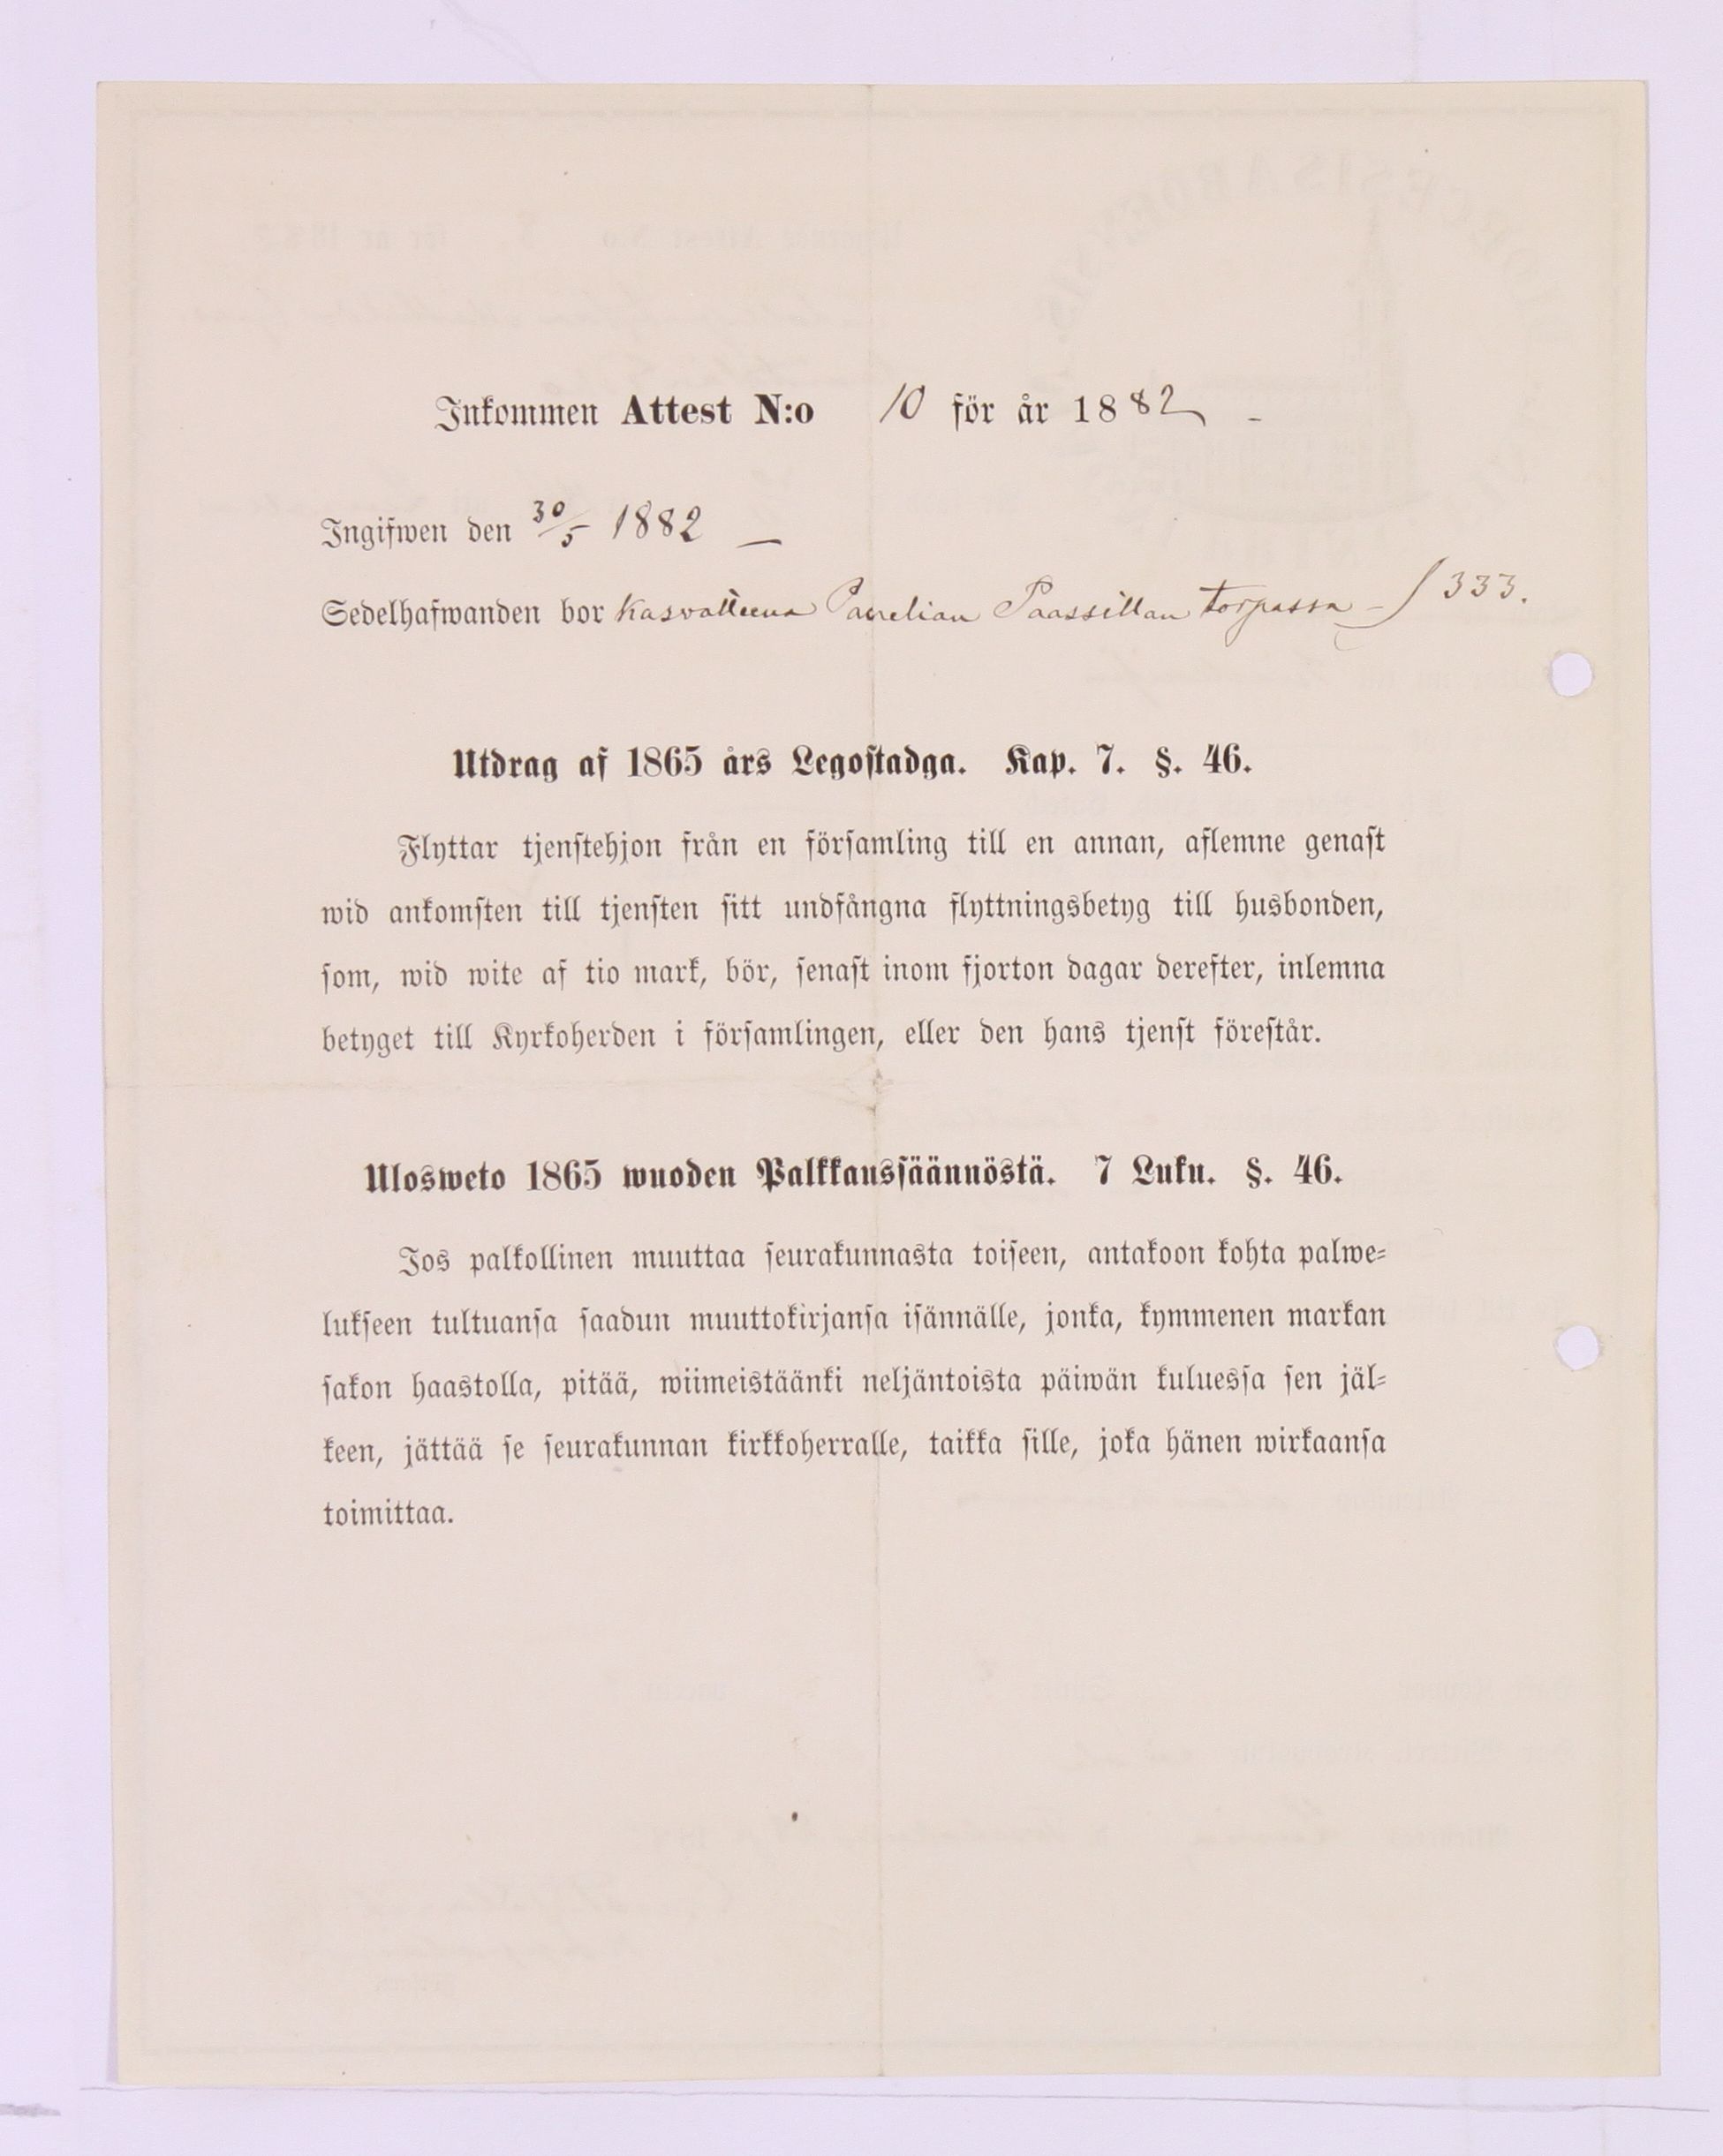 Inkommen Attest N:o 10 för år 1882 -
Ingifwen den 30/5 1882 —
Sedelhafwanden bor kasvattina Panelian Paassillan torpassa - / 333.
Utdrag af 1865 års Legostadga. Kap. 7. §. 46.
Flyttar tjenstehjon från en församling till en annan, aflemne genast
wid ankomsten till tjensten sitt undfångna flyttningsbetyg till husbonden,
som, wid wite af tio mark, bör, senast inom fjorton dagar derefter, inlemna
betyget till Kyrkoherden i församlingen, eller den hans tjenst förestår.
Ulosweto 1865 wuoden Palkkaussäännöstä. 7 Luku. §. 46.
Jos palkollinen muuttaa seurakunnasta toiseen, antakoon kohta palwe-
lukseen tultuansa saadun muuttokirjansa isännälle, jonka, kymmenen markan
sakon haastolla, pitää, wiimeistäänki neljäntoista päiwän kuluessa sen jäl-
keen, jättää se seurakunnan kirkkoherralle, taikka sille, joka hänen wirkaansa
toimittaa.